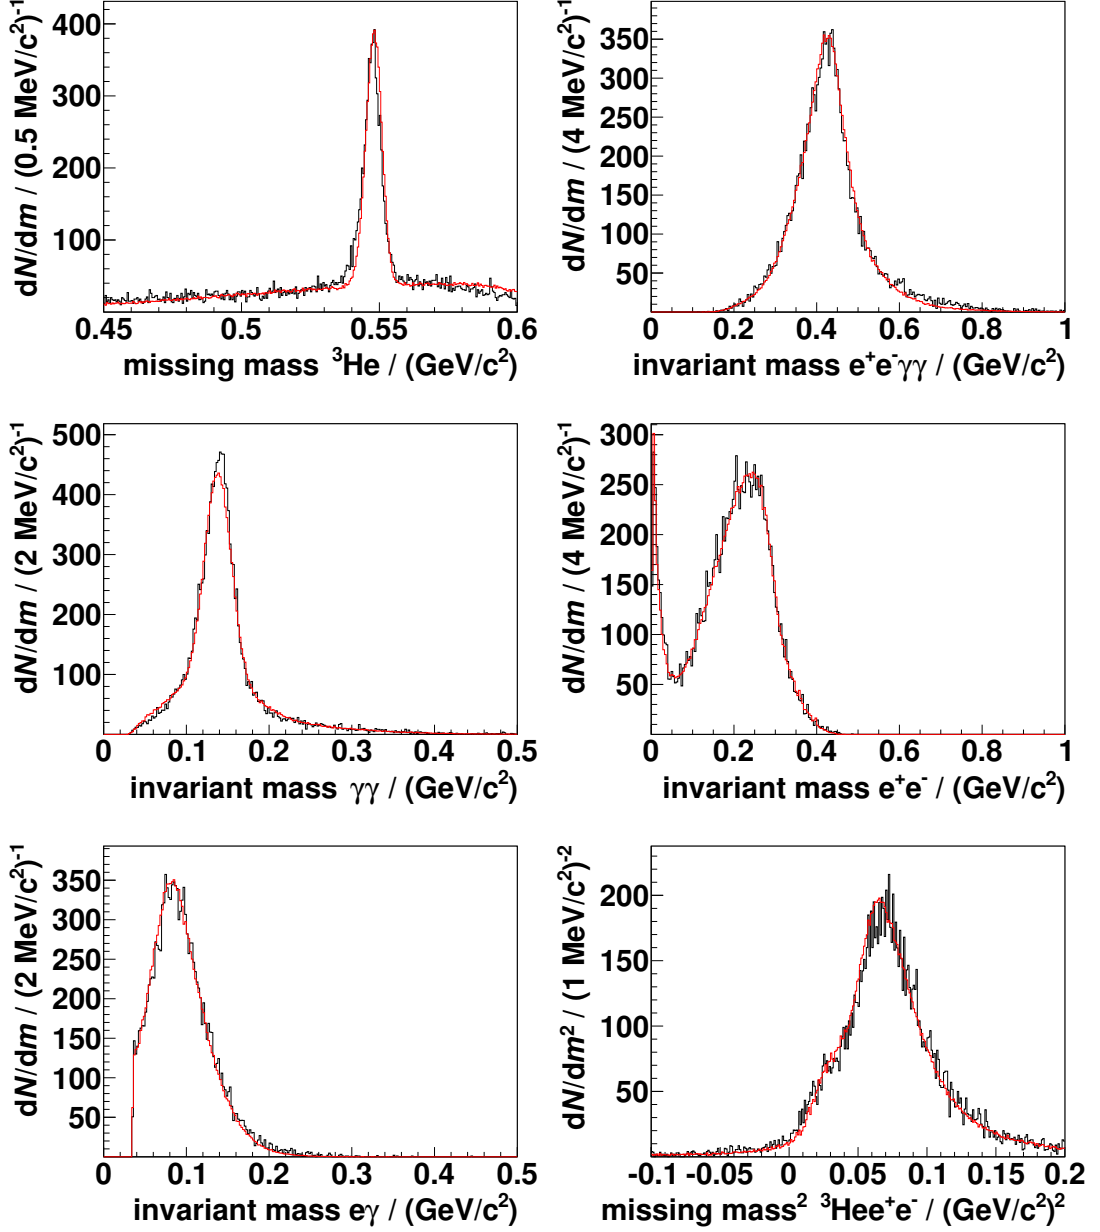 dN/dm / (0.5 MeV/c²)⁻¹
400
300
200
100
0.45 0.5 0.55 0.6
missing mass ³He / (GeV/c²)
dN/dm / (4 MeV/c²)⁻¹
350
300
250
200
150
100
50
0 0.2 0.4 0.6 0.8 1
invariant mass e⁺e⁻γγ / (GeV/c²)
dN/dm / (2 MeV/c²)⁻¹
500
400
300
200
100
0 0.1 0.2 0.3 0.4 0.5
invariant mass γγ / (GeV/c²)
dN/dm / (4 MeV/c²)⁻¹
300
250
200
150
100
50
0 0.2 0.4 0.6 0.8 1
invariant mass e⁺e⁻ / (GeV/c²)
dN/dm / (2 MeV/c²)⁻¹
350
300
250
200
150
100
50
0 0.1 0.2 0.3 0.4 0.5
invariant mass eγ / (GeV/c²)
dN/dm² / (1 MeV/c²)⁻²
200
150
100
50
0
-0.1 -0.05 0 0.05 0.1 0.15 0.2
missing mass² ³Hee⁺e⁻ / (GeV/c²)²